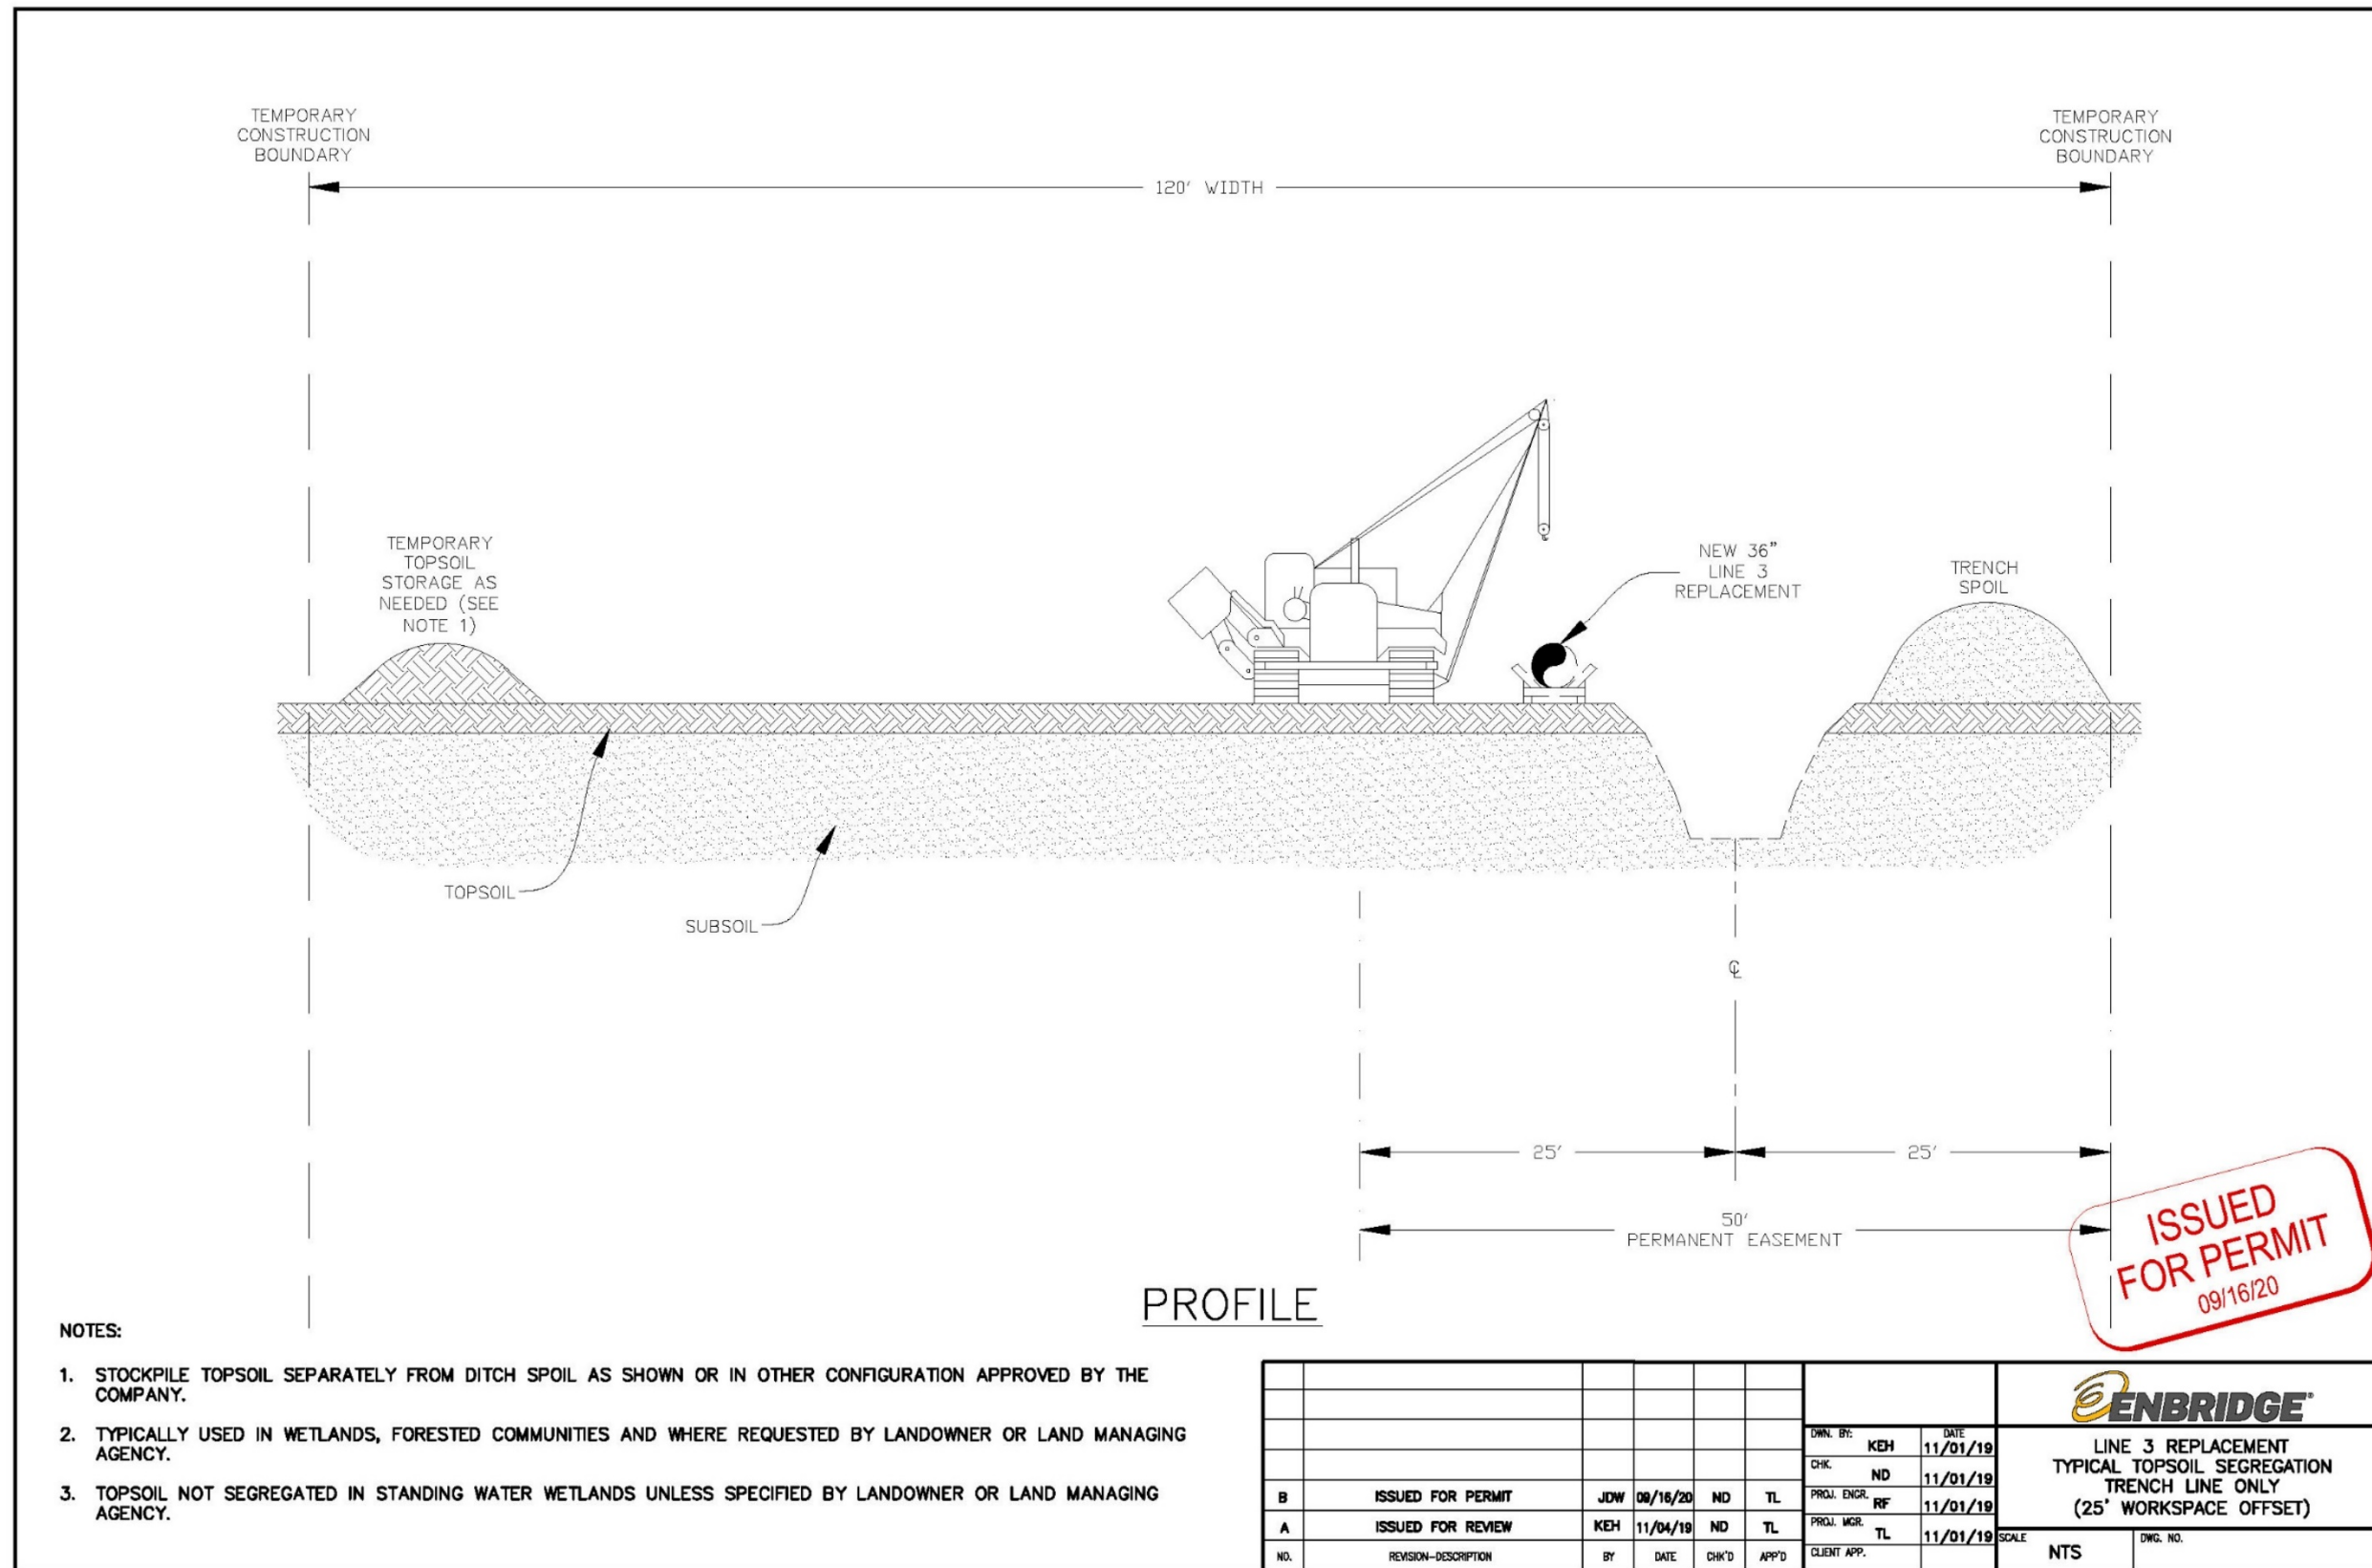 TEMPORARY
CONSTRUCTION
BOUNDARY
TEMPORARY
CONSTRUCTION
BOUNDARY
120' WIDTH
TEMPORARY
TOPSOIL
STORAGE AS
NEEDED (SEE
NOTE 1)
NEW 36"
LINE 3
REPLACEMENT
TRENCH
SPOIL
TOPSOIL
SUBSOIL
℄
25'
25'
50'
PERMANENT EASEMENT
ISSUED
FOR PERMIT
09/16/20
PROFILE
NOTES:
1. STOCKPILE TOPSOIL SEPARATELY FROM DITCH SPOIL AS SHOWN OR IN OTHER CONFIGURATION APPROVED BY THE
COMPANY.
2. TYPICALLY USED IN WETLANDS, FORESTED COMMUNITIES AND WHERE REQUESTED BY LANDOWNER OR LAND MANAGING
AGENCY.
3. TOPSOIL NOT SEGREGATED IN STANDING WATER WETLANDS UNLESS SPECIFIED BY LANDOWNER OR LAND MANAGING
AGENCY.
B ISSUED FOR PERMIT JDW 09/16/20 ND TL
A ISSUED FOR REVIEW KEH 11/04/19 ND TL
NO. REVISION-DESCRIPTION BY DATE CHK'D APP'D
DWN. BY: KEH DATE 11/01/19
CHK. ND 11/01/19
PROJ. ENGR. RF 11/01/19
PROJ. MGR. TL 11/01/19
CLIENT APP.
ENBRIDGE®
LINE 3 REPLACEMENT
TYPICAL TOPSOIL SEGREGATION
TRENCH LINE ONLY
(25' WORKSPACE OFFSET)
SCALE NTS DWG. NO.